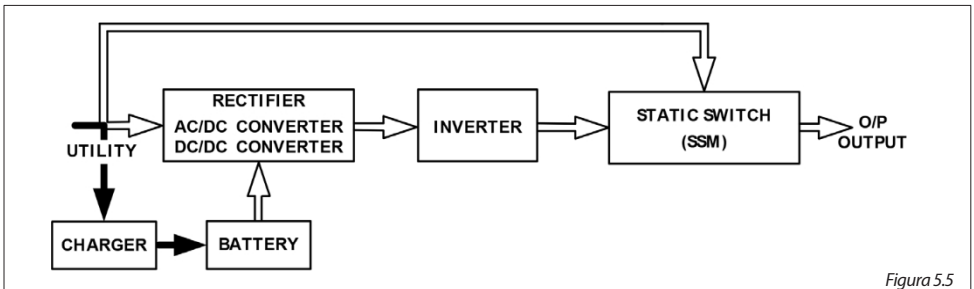 RECTIFIER
AC/DC CONVERTER
DC/DC CONVERTER
INVERTER
STATIC SWITCH
(SSM)
O/P
OUTPUT
UTILITY
CHARGER
BATTERY
Figura 5.5